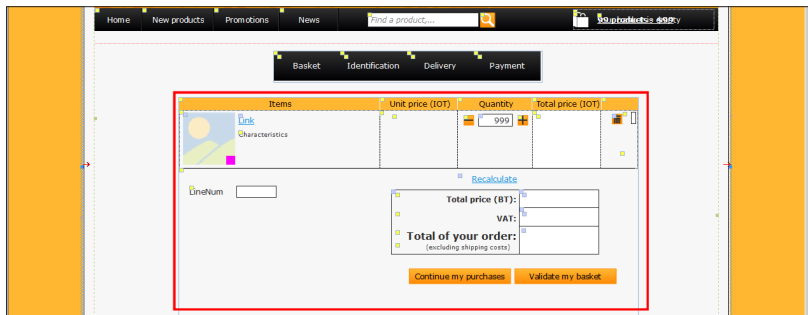 Home New products Promotions News Find a product,...
Basket Identification Delivery Payment
Items Unit price (IOT) Quantity Total price (IOT)
Link 999
Characteristics
Recalculate
LineNum
Total price (BT):
VAT:
Total of your order:
(excluding shipping costs)
Continue my purchases Validate my basket